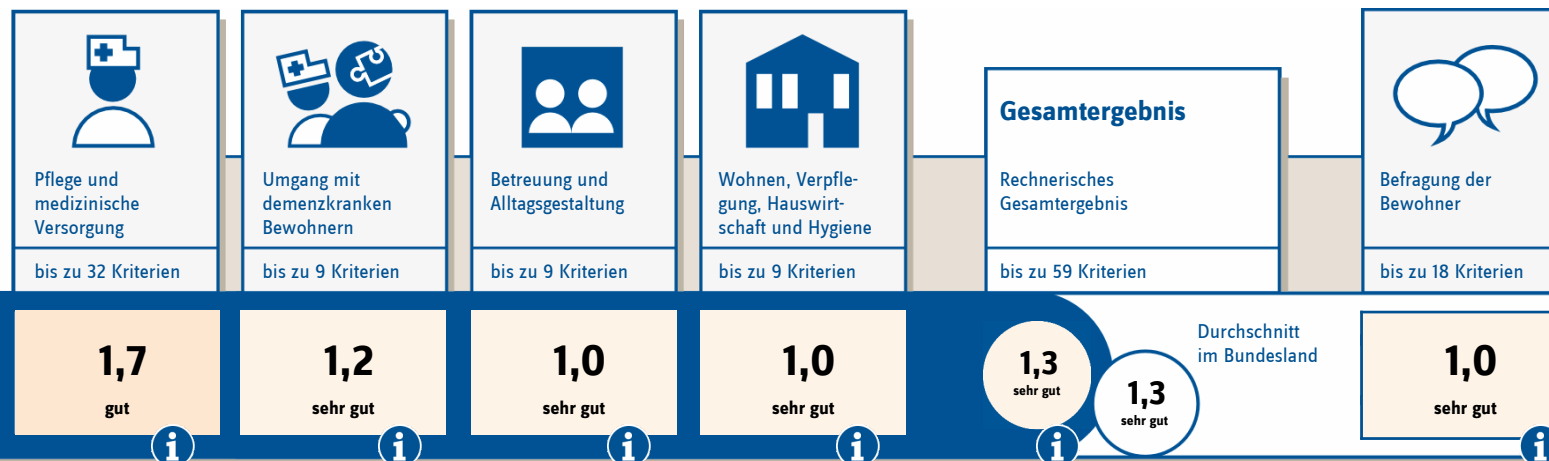 Pflege und
medizinische
Versorgung
bis zu 32 Kriterien
1,7
gut
i
Umgang mit
demenzkranken
Bewohnern
bis zu 9 Kriterien
1,2
sehr gut
i
Betreuung und
Alltagsgestaltung
bis zu 9 Kriterien
1,0
sehr gut
i
Wohnen, Verpfle-
gung, Hauswirt-
schaft und Hygiene
bis zu 9 Kriterien
1,0
sehr gut
i
Gesamtergebnis
Rechnerisches
Gesamtergebnis
bis zu 59 Kriterien
1,3
sehr gut
i
Durchschnitt
im Bundesland
1,3
sehr gut
Befragung der
Bewohner
bis zu 18 Kriterien
1,0
sehr gut
i